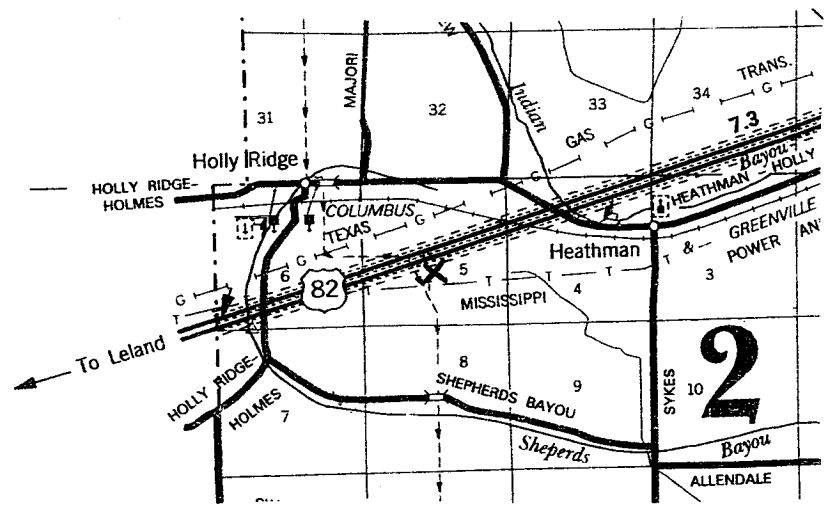 TRANS.
MAJORI
Indian
31
32
33
34
G
7.3
GAS
G
Holly Ridge
Bayou
HOLLY RIDGE-
HOLMES
G
HEATHMAN HOLLY
COLUMBUS
G
TEXAS
GREENVILLE
Heathman
&
POWER AN
G
T
6
5
T
T
T
4
3
82
G
T
T
MISSISSIPPI
To Leland
2
8
9
10
HOLLY RIDGE-
HOLMES
SHEPHERDS BAYOU
SYKES
7
Sheperds
Bayou
ALLENDALE